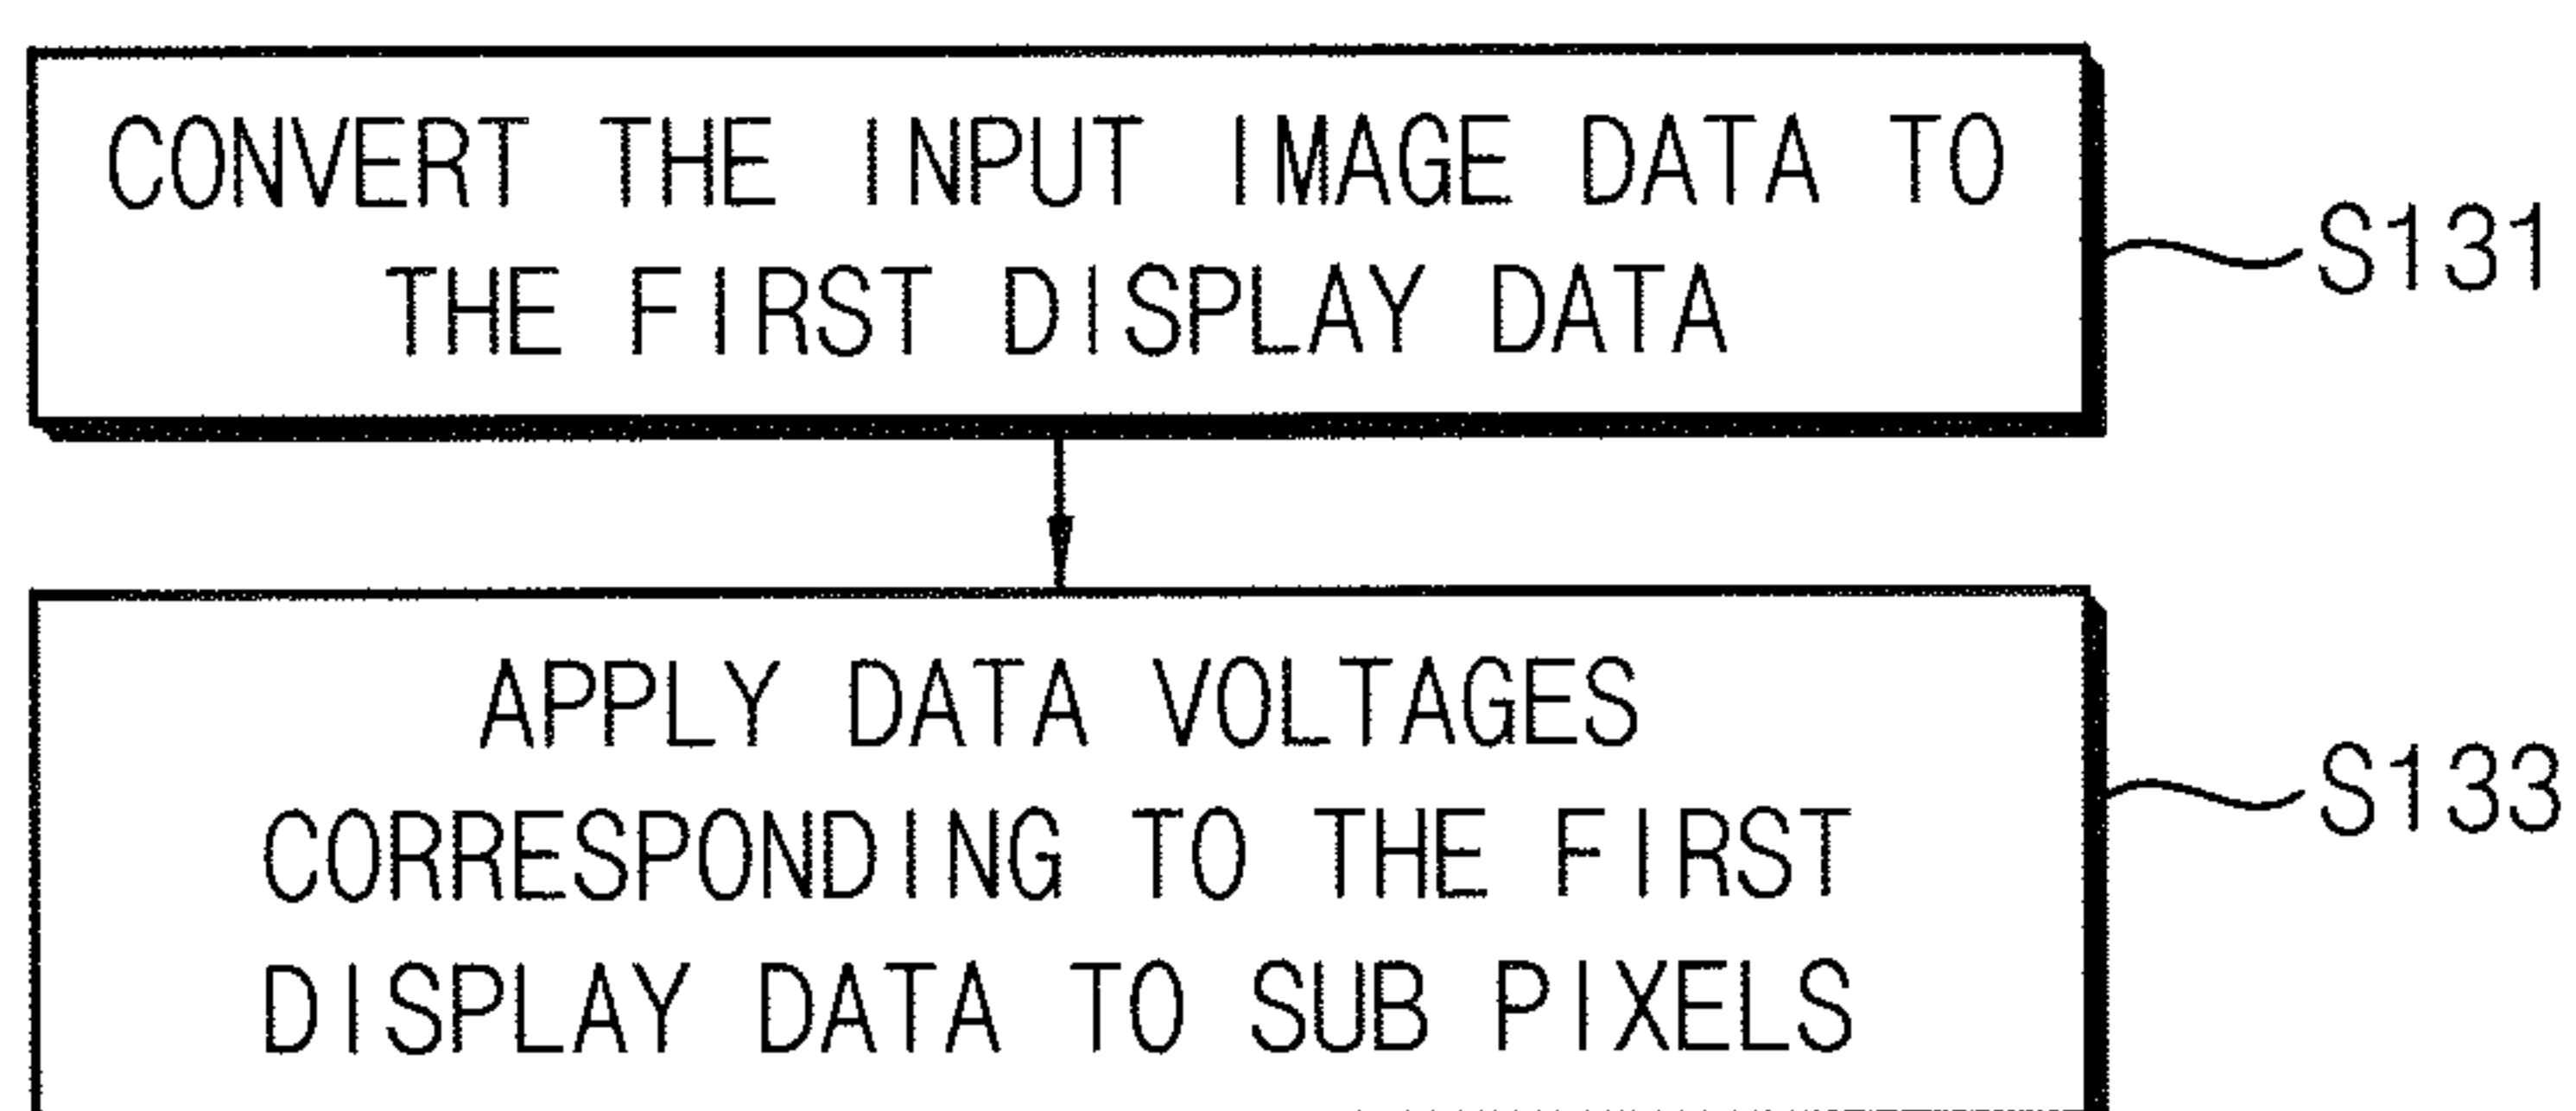 CONVERT THE INPUT IMAGE DATA TO
THE FIRST DISPLAY DATA
S131
APPLY DATA VOLTAGES
CORRESPONDING TO THE FIRST
DISPLAY DATA TO SUB PIXELS
S133